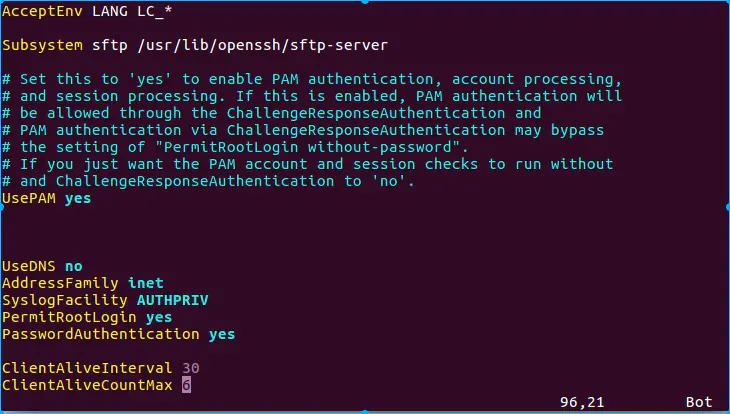 AcceptEnv LANG LC_*
Subsystem sftp /usr/lib/openssh/sftp-server
# Set this to 'yes' to enable PAM authentication, account processing,
# and session processing. If this is enabled, PAM authentication will
# be allowed through the ChallengeResponseAuthentication and
# PAM authentication via ChallengeResponseAuthentication may bypass
# the setting of "PermitRootLogin without-password".
# If you just want the PAM account and session checks to run without
# and ChallengeResponseAuthentication to 'no'.
UsePAM yes
UseDNS no
AddressFamily inet
SyslogFacility AUTHPRIV
PermitRootLogin yes
PasswordAuthentication yes
ClientAliveInterval 30
ClientAliveCountMax 6
96,21 Bot